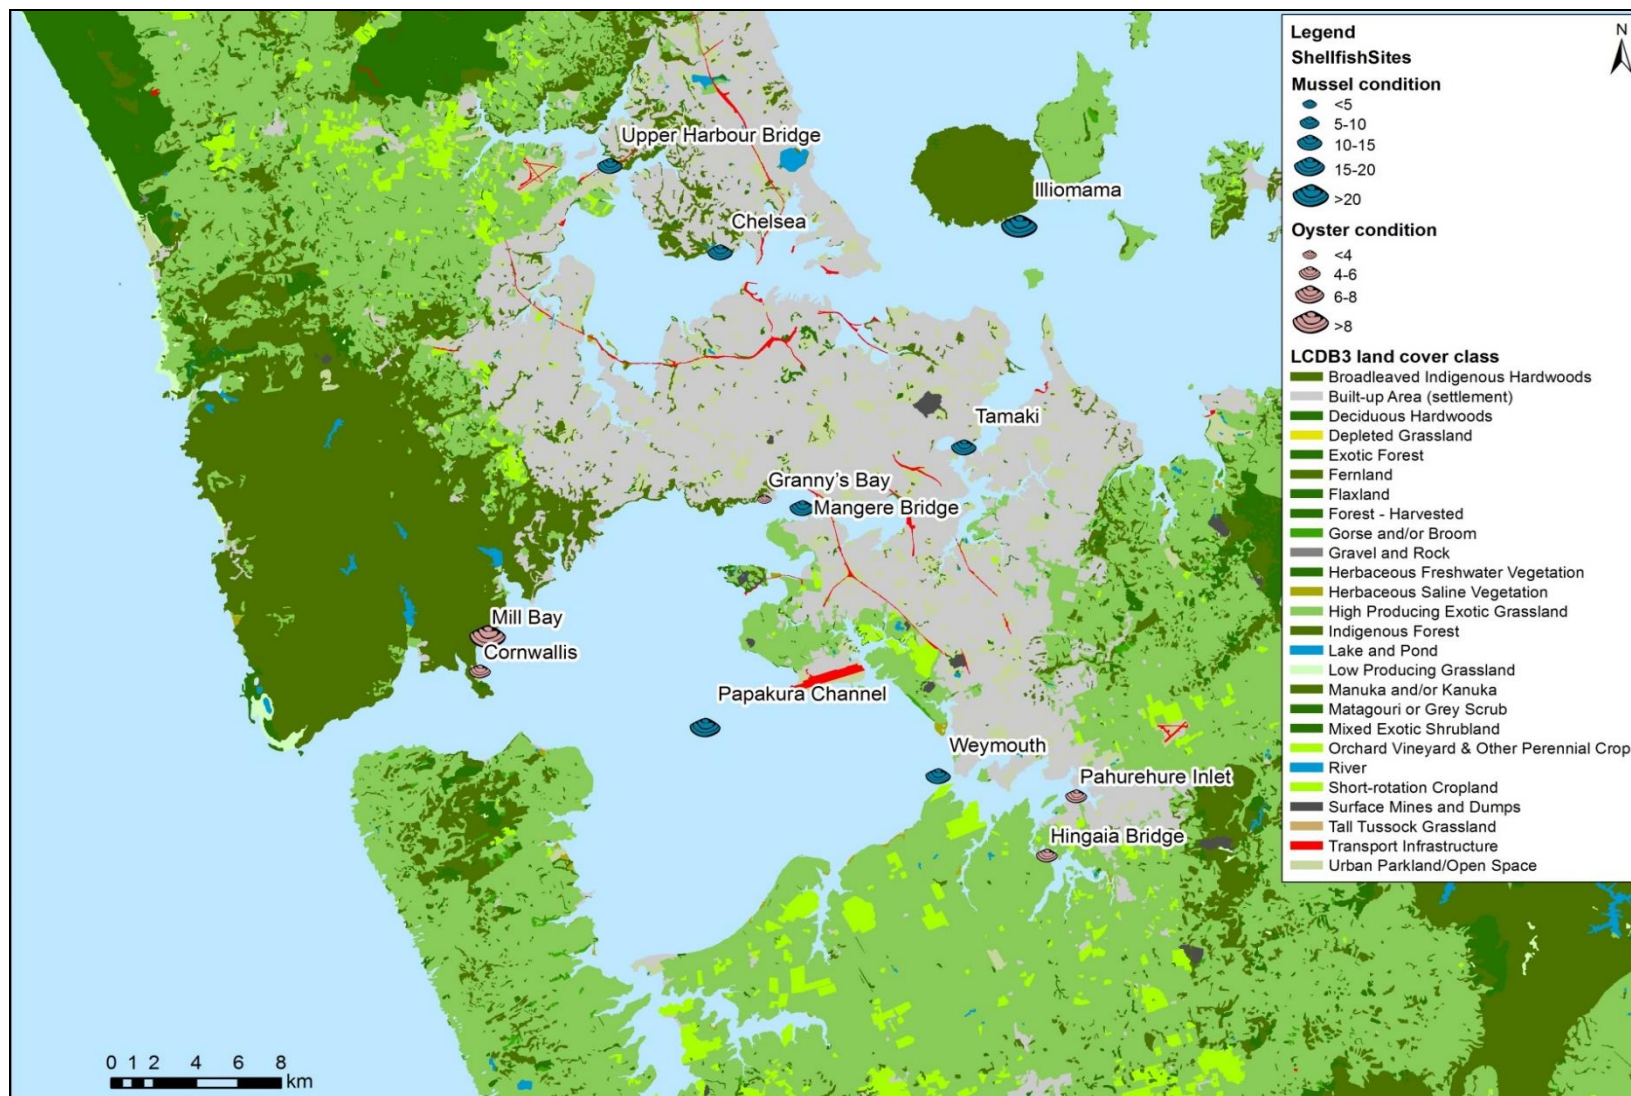 Upper Harbour Bridge
Chelsea
Illiomama
Tamaki
Granny's Bay
Mangere Bridge
Mill Bay
Cornwallis
Papakura Channel
Weymouth
Pahurehure Inlet
Hingaia Bridge
0 1 2 4 6 8
km
N
Legend
ShellfishSites
Mussel condition
<5
5-10
10-15
15-20
>20
Oyster condition
<4
4-6
6-8
>8
LCDB3 land cover class
Broadleaved Indigenous Hardwoods
Built-up Area (settlement)
Deciduous Hardwoods
Depleted Grassland
Exotic Forest
Fernland
Flaxland
Forest - Harvested
Gorse and/or Broom
Gravel and Rock
Herbaceous Freshwater Vegetation
Herbaceous Saline Vegetation
High Producing Exotic Grassland
Indigenous Forest
Lake and Pond
Low Producing Grassland
Manuka and/or Kanuka
Matagouri or Grey Scrub
Mixed Exotic Shrubland
Orchard Vineyard & Other Perennial Crop
River
Short-rotation Cropland
Surface Mines and Dumps
Tall Tussock Grassland
Transport Infrastructure
Urban Parkland/Open Space